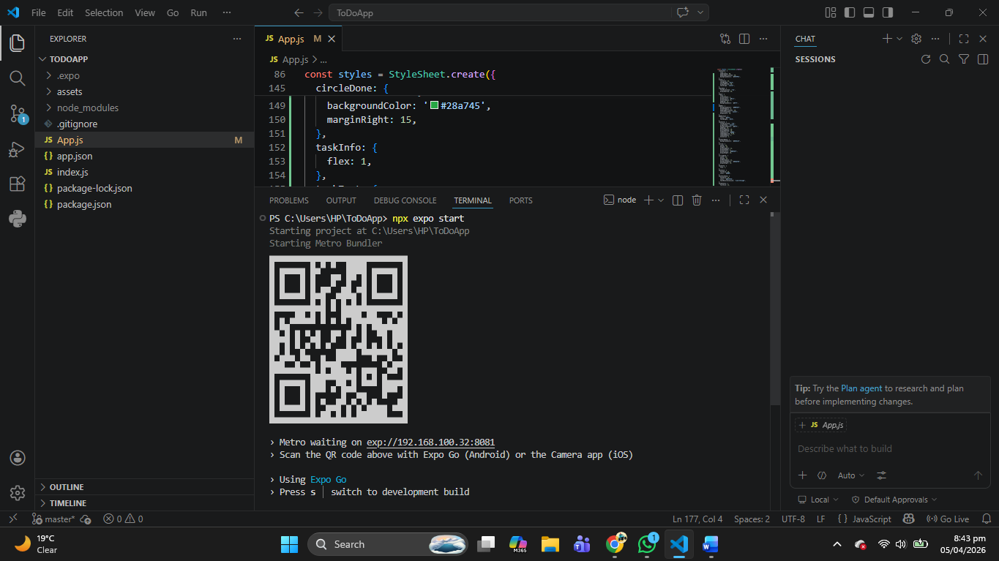 File Edit Selection View Go Run ···
ToDoApp
EXPLORER
TODOAPP
.expo
assets
node_modules
.gitignore
JS App.js M
{} app.json
JS index.js
{} package-lock.json
{} package.json
OUTLINE
TIMELINE
JS App.js M
JS App.js > ...
86 const styles = StyleSheet.create({
145 circleDone: {
149 backgroundColor: '#28a745',
150 marginRight: 15,
151 },
152 taskInfo: {
153 flex: 1,
154 },
PROBLEMS OUTPUT DEBUG CONSOLE TERMINAL PORTS
node
PS C:\Users\HP\ToDoApp> npx expo start
Starting project at C:\Users\HP\ToDoApp
Starting Metro Bundler
› Metro waiting on exp://192.168.100.32:8081
› Scan the QR code above with Expo Go (Android) or the Camera app (iOS)
› Using Expo Go
› Press s │ switch to development build
CHAT
SESSIONS
Tip: Try the Plan agent to research and plan
before implementing changes.
JS App.js
Describe what to build
Auto
Local Default Approvals
1
master* 0 0
Ln 177, Col 4 Spaces: 2 UTF-8 LF {} JavaScript Go Live
19°C
Clear
Search
M365
1
8:43 pm
05/04/2026